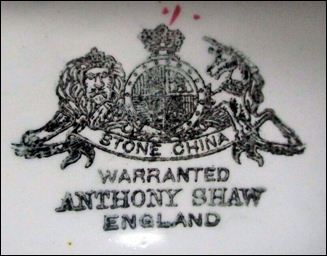 STONE CHINA
WARRANTED
ANTHONY SHAW
ENGLAND